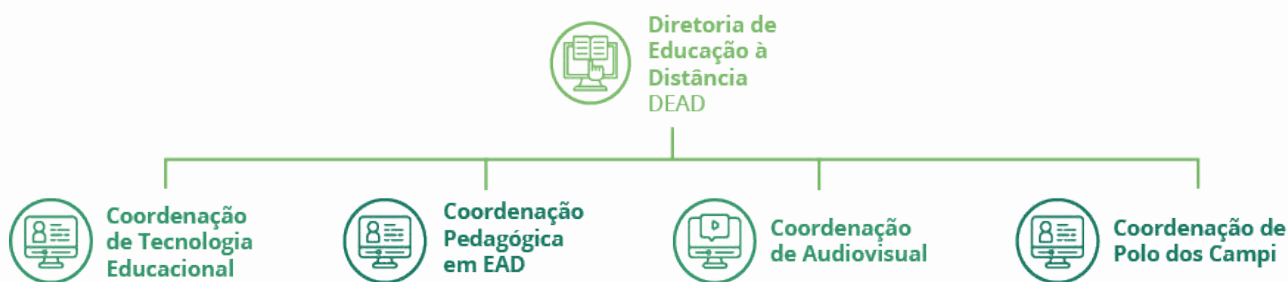 Diretoria de
Educação à
Distância
DEAD
Coordenação
de Tecnologia
Educacional
Coordenação
Pedagógica
em EAD
Coordenação
de Audiovisual
Coordenação de
Polo dos Campi